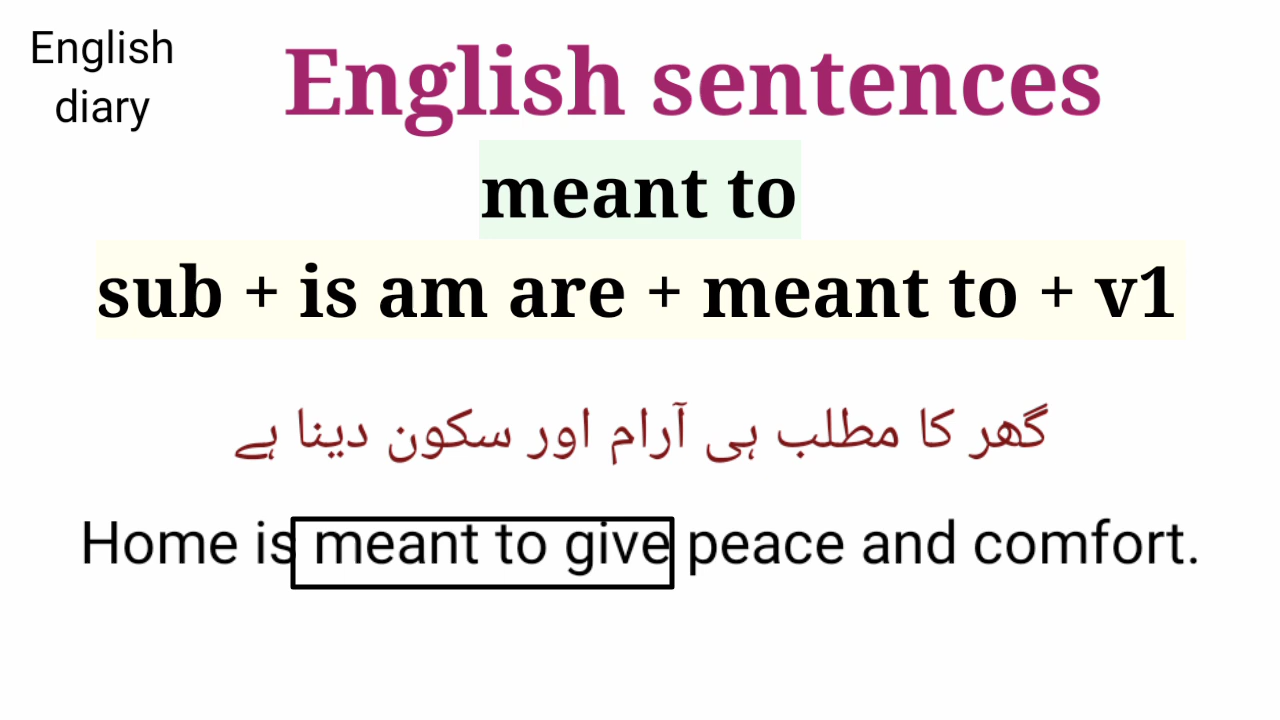 English
diary
English sentences
meant to
sub + is am are + meant to + v1
گھر کا مطلب ہی آرام اور سکون دینا ہے
Home is meant to give peace and comfort.